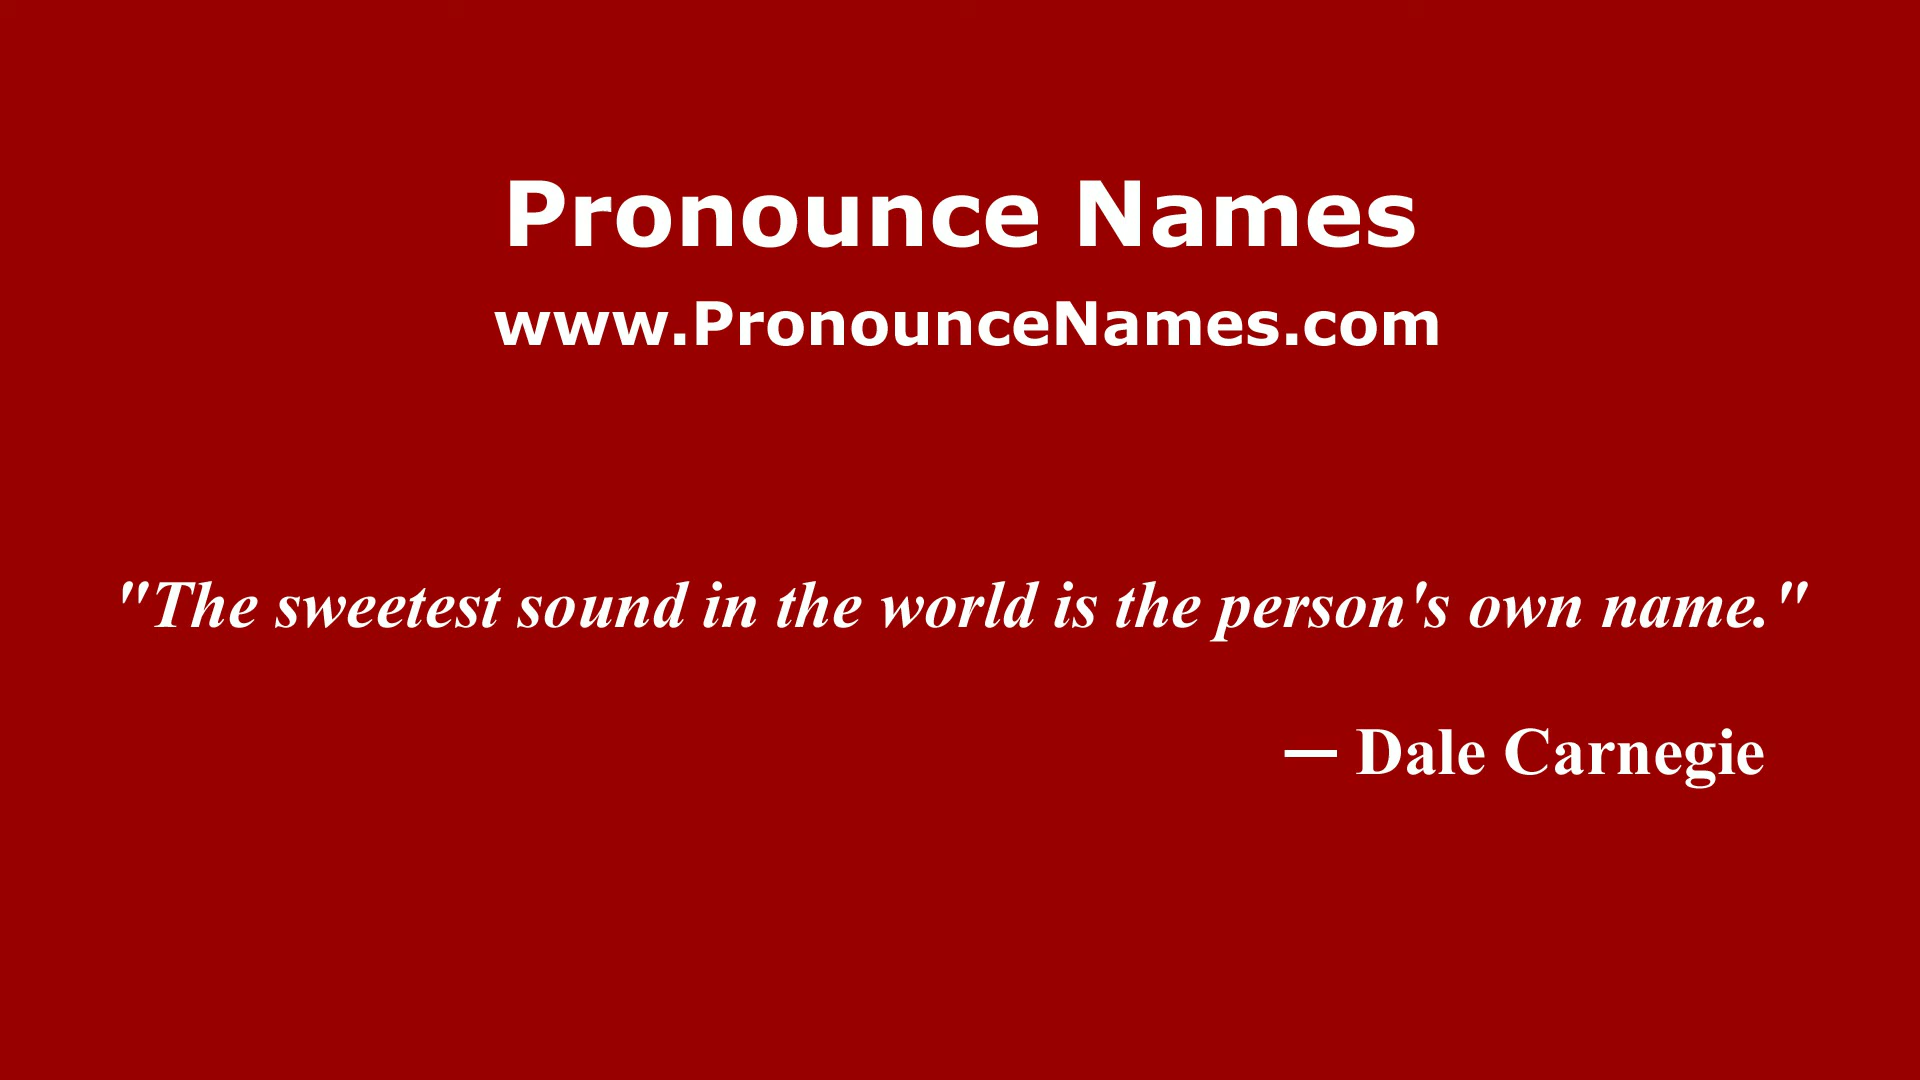 Pronounce Names
www.PronounceNames.com
"The sweetest sound in the world is the person's own name."
— Dale Carnegie